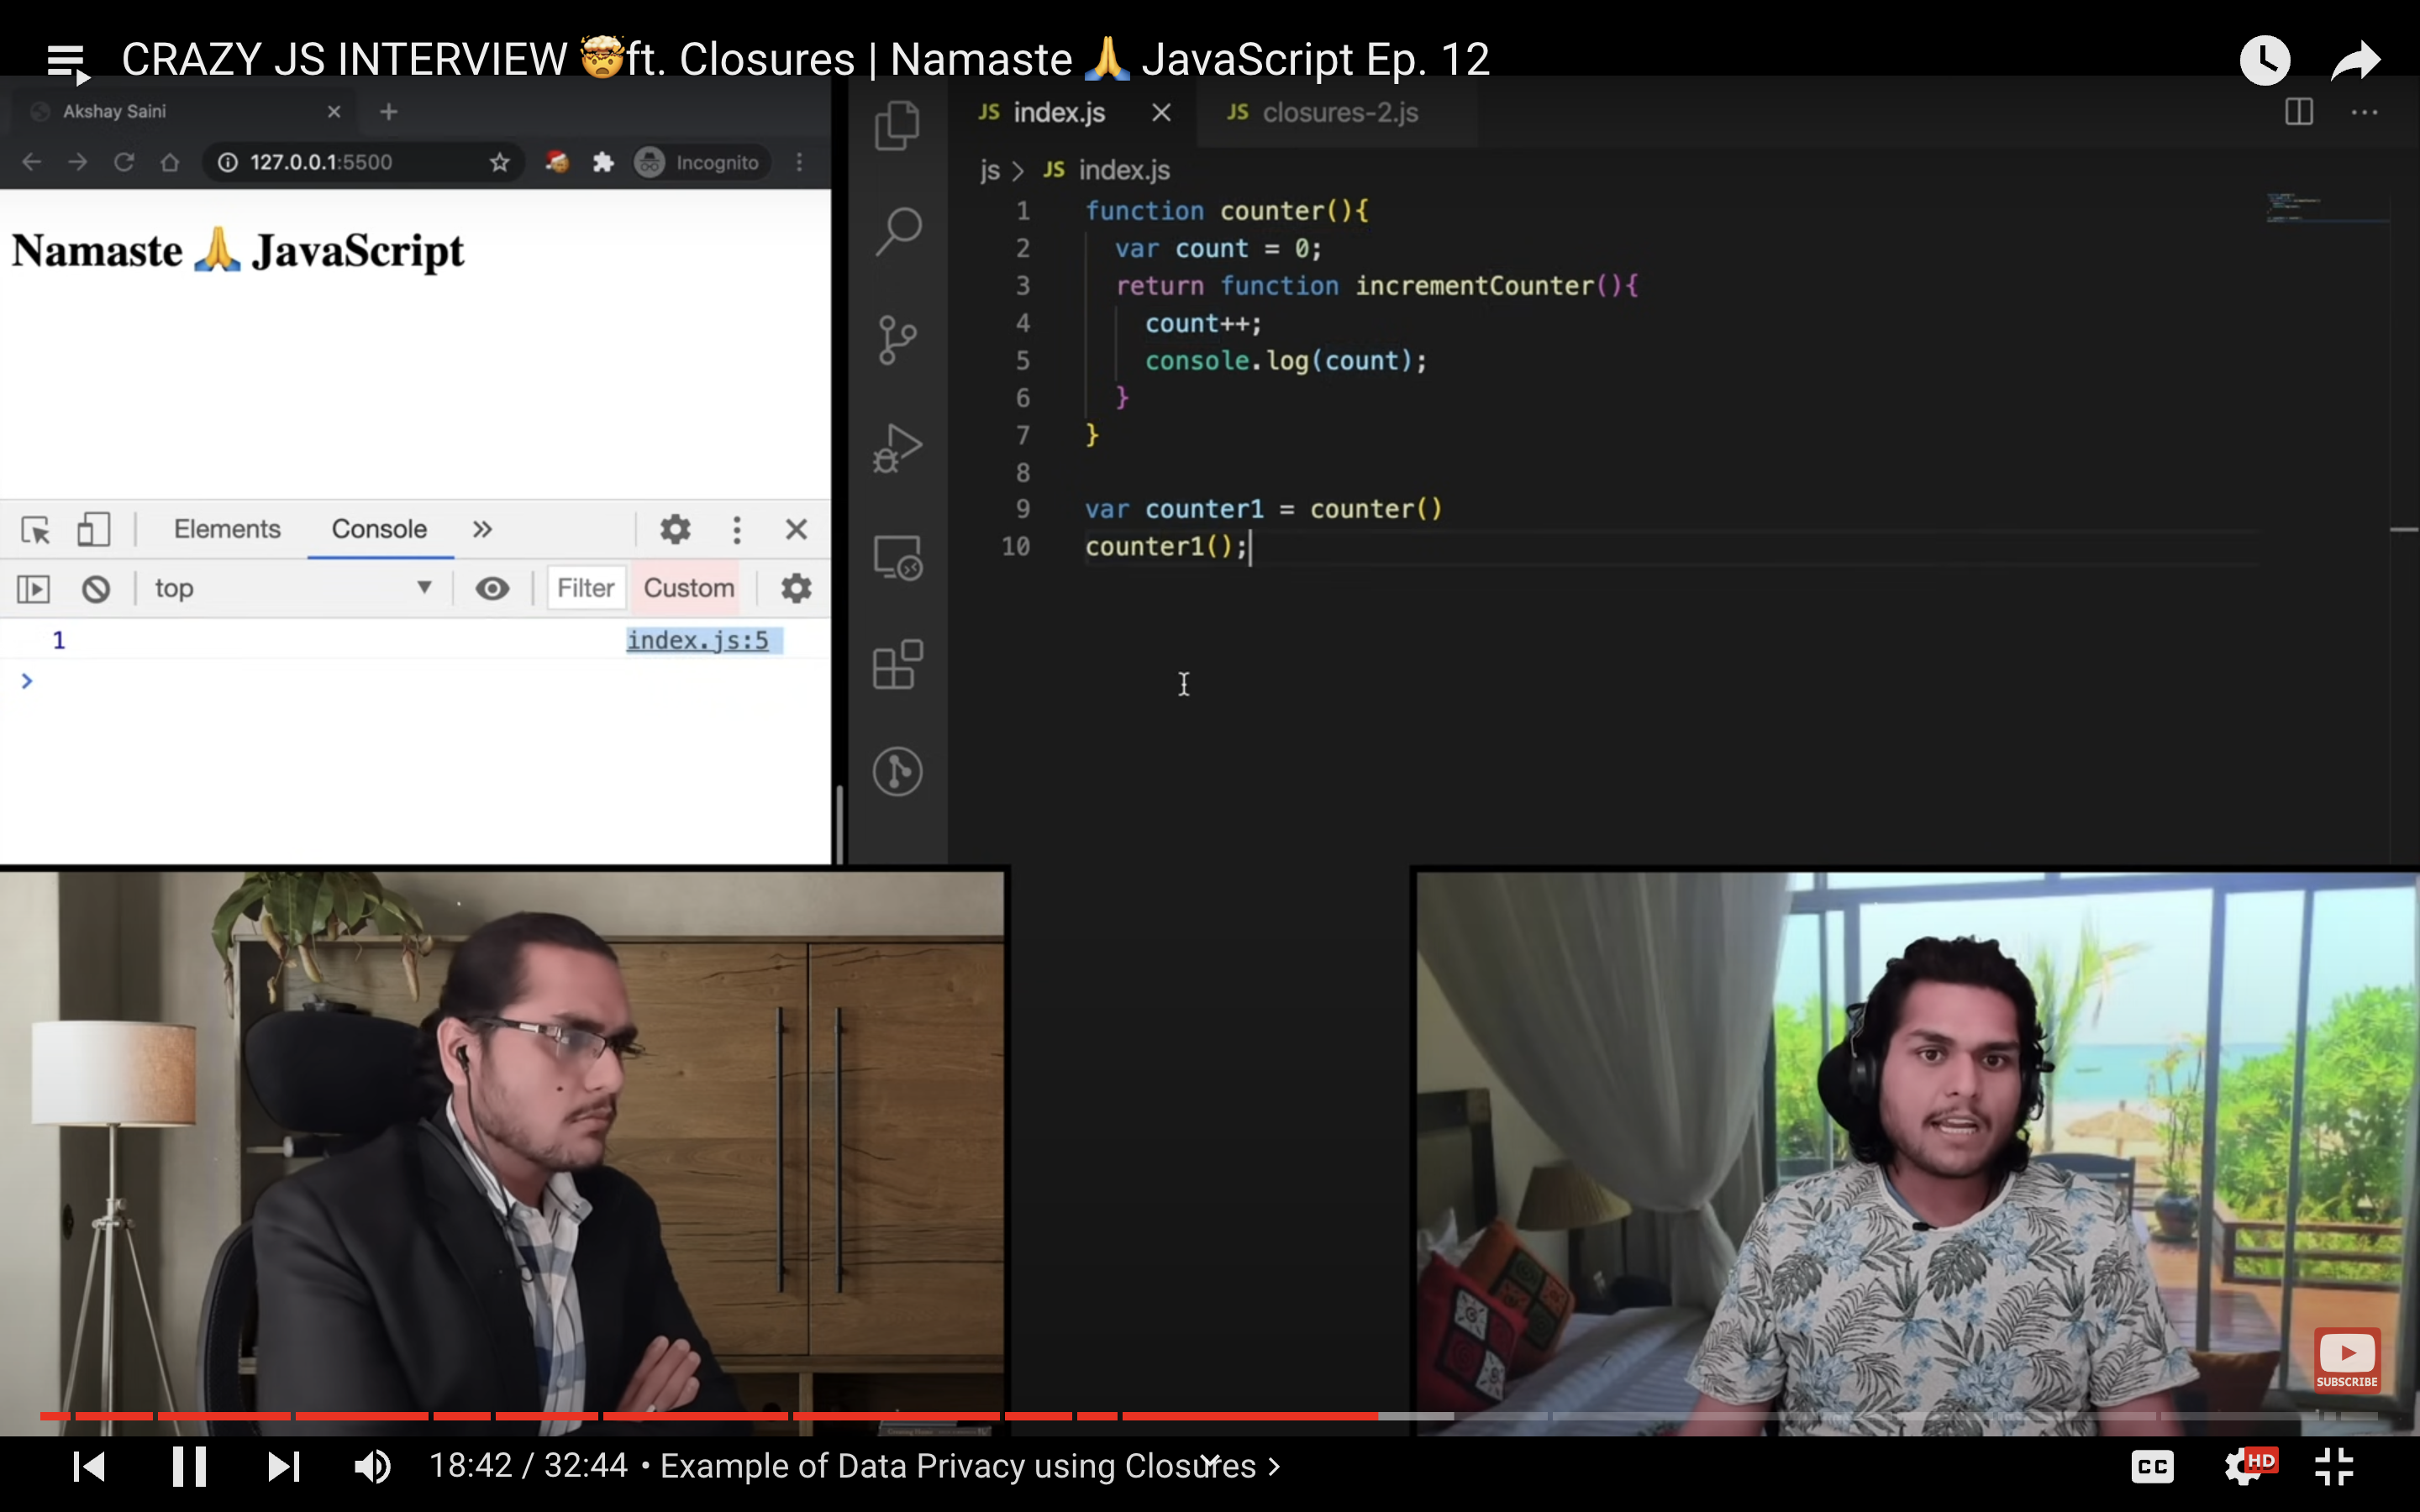 CRAZY JS INTERVIEW 🤯ft. Closures | Namaste 🙏 JavaScript Ep. 12
Akshay Saini
127.0.0.1:5500
Incognito
Namaste 🙏 JavaScript
Elements Console
top
Filter Custom
1 index.js:5
JS index.js
JS closures-2.js
js > JS index.js
1 function counter(){
2 var count = 0;
3 return function incrementCounter(){
4 count++;
5 console.log(count);
6 }
7 }
8
9 var counter1 = counter()
10 counter1();
SUBSCRIBE
18:42 / 32:44 • Example of Data Privacy using Closures >
CC
HD